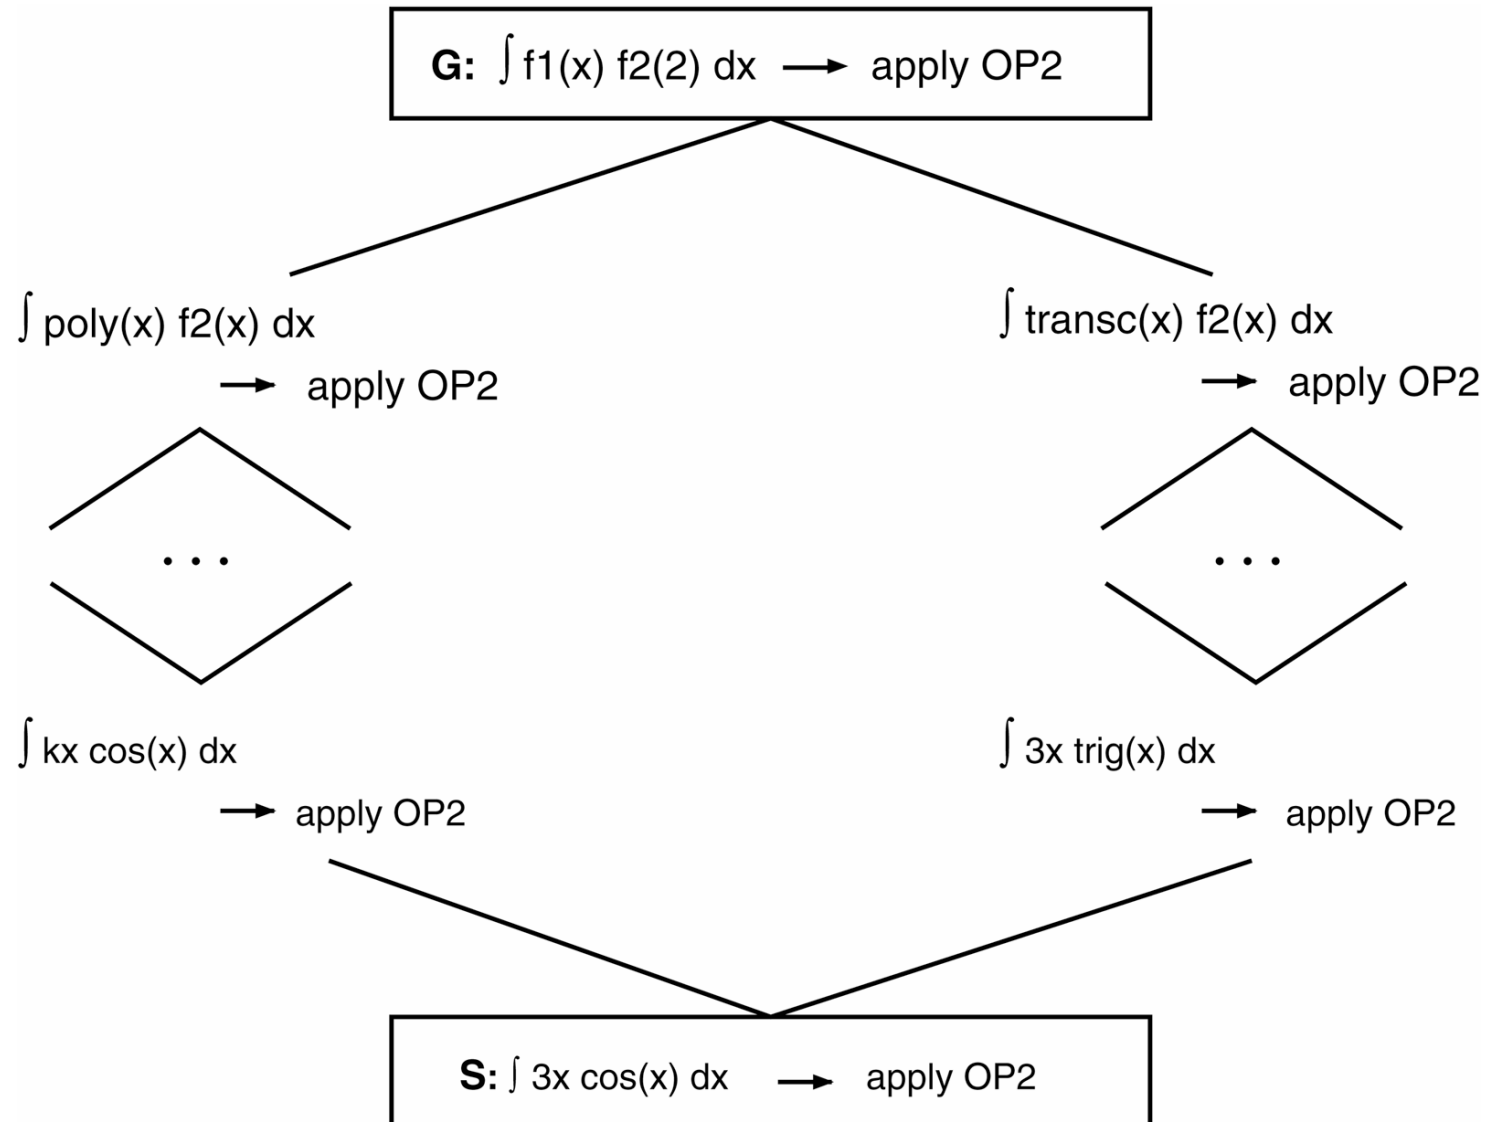 G: ∫ f1(x) f2(2) dx → apply OP2
∫ poly(x) f2(x) dx
→ apply OP2
∫ transc(x) f2(x) dx
→ apply OP2
. . .
. . .
∫ kx cos(x) dx
→ apply OP2
∫ 3x trig(x) dx
→ apply OP2
S: ∫ 3x cos(x) dx → apply OP2